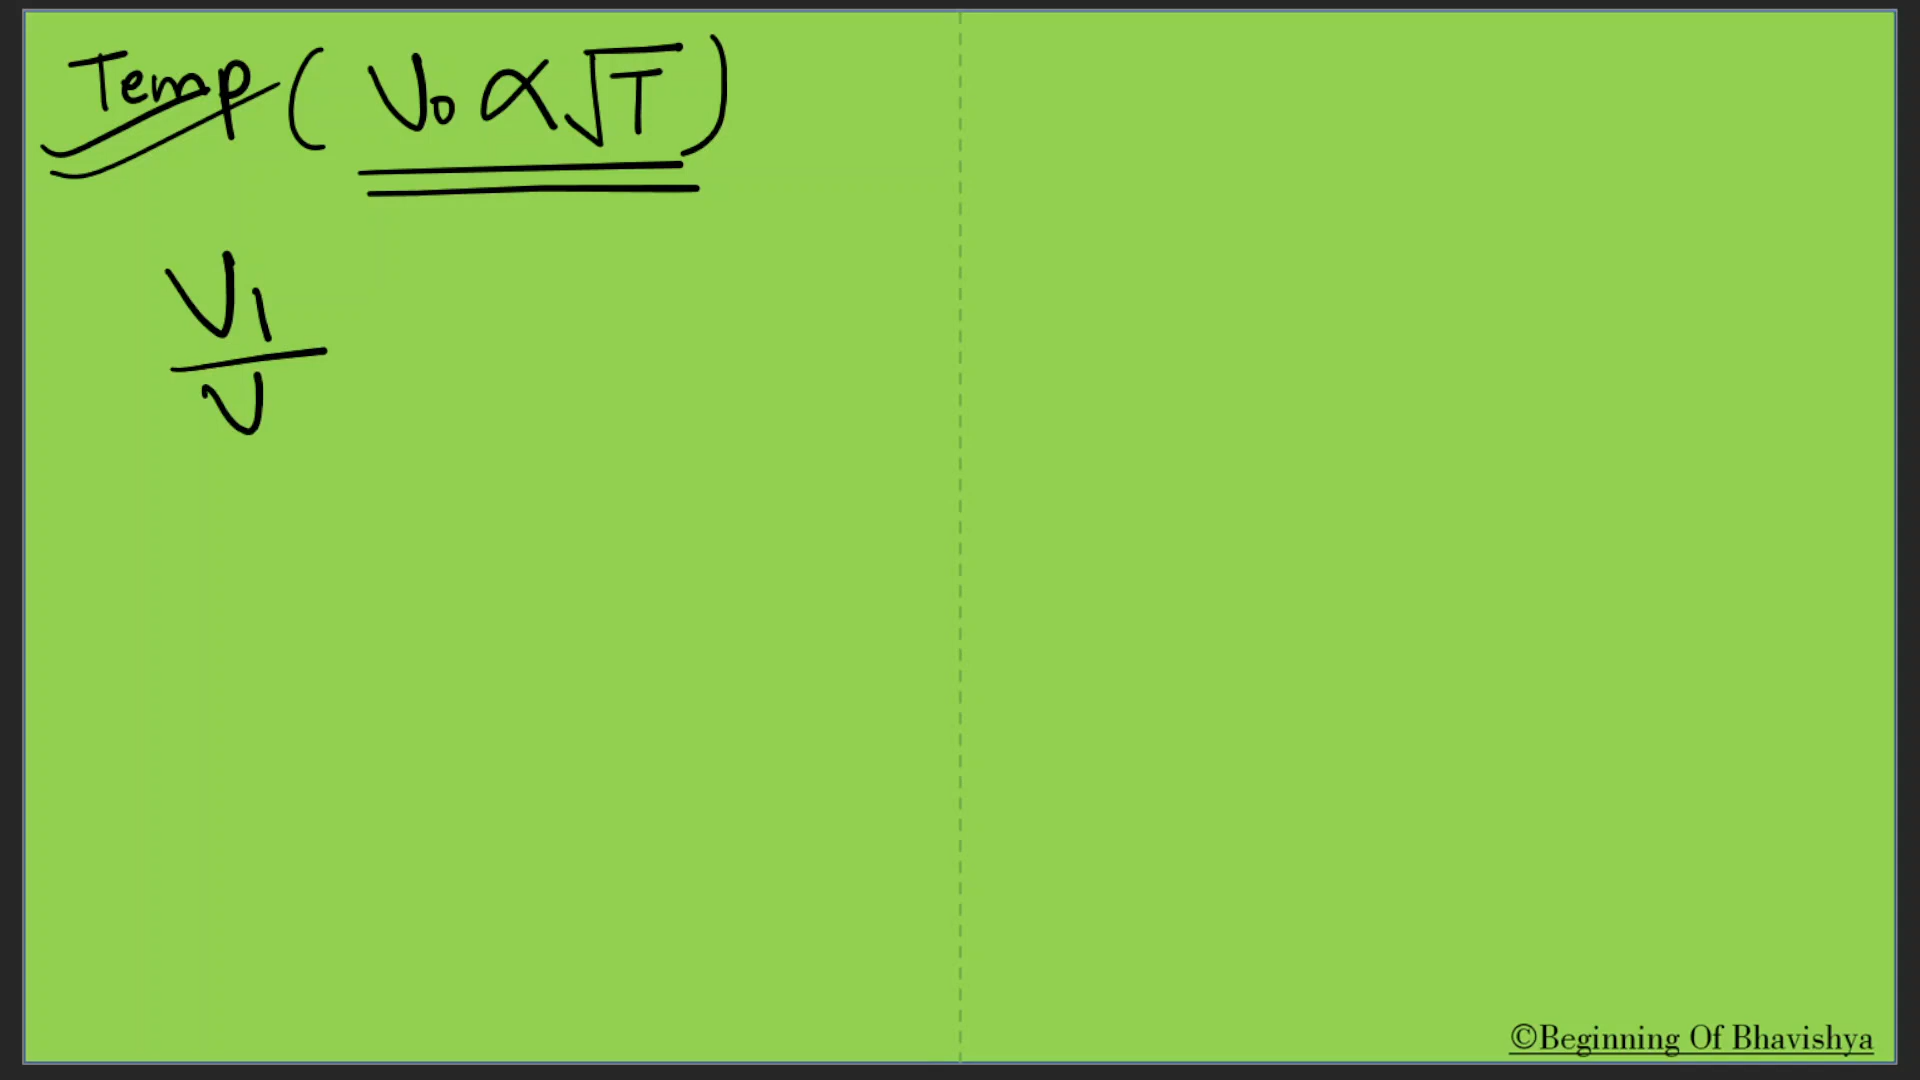 Temp (V₀ ∝ √T)
V₁
V
©Beginning Of Bhavishya